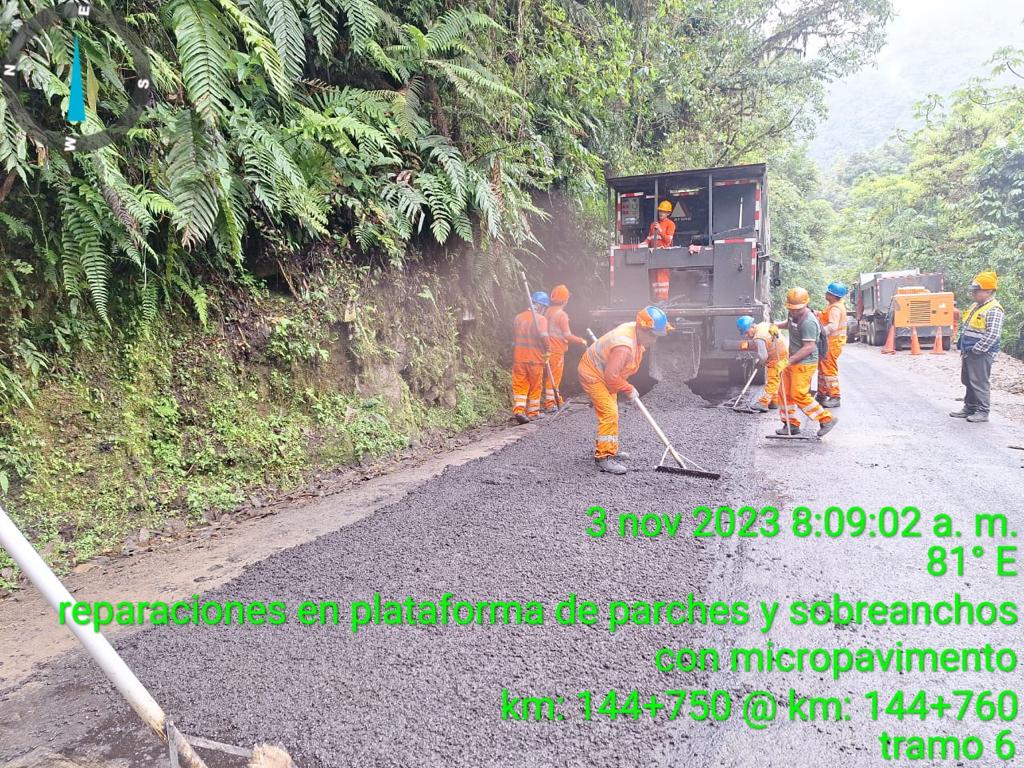 E
N
S
W
3 nov 2023 8:09:02 a. m.
81° E
reparaciones en plataforma de parches y sobreanchos
con micropavimento
km: 144+750 @ km: 144+760
tramo 6